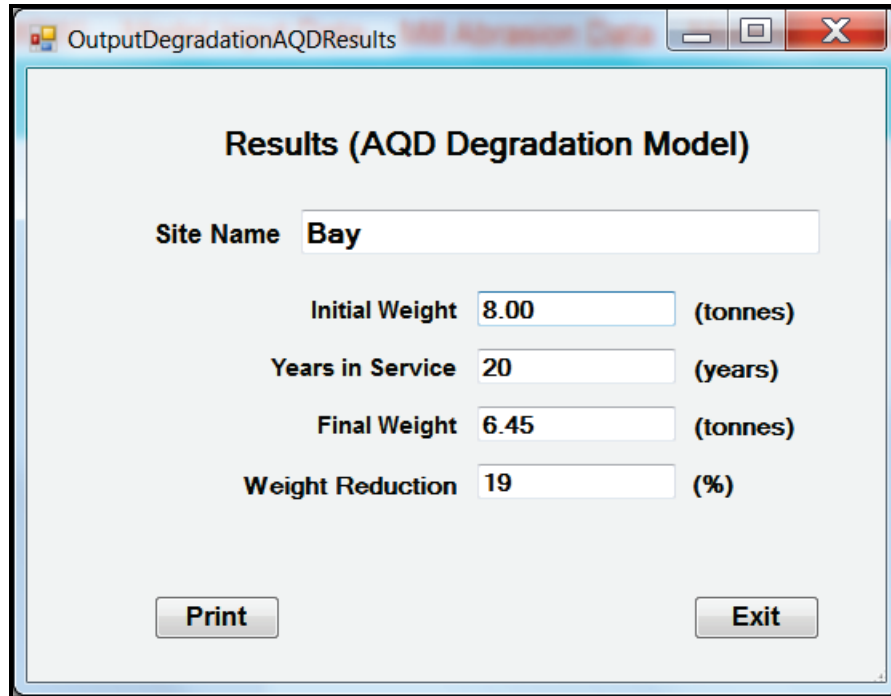 OutputDegradationAQDResults
Results (AQD Degradation Model)
Site Name Bay
Initial Weight 8.00 (tonnes)
Years in Service 20 (years)
Final Weight 6.45 (tonnes)
Weight Reduction 19 (%)
Print Exit